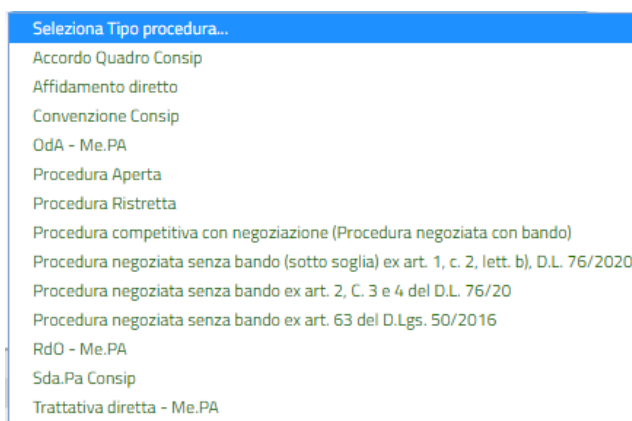 Seleziona Tipo procedura...
Accordo Quadro Consip
Affidamento diretto
Convenzione Consip
OdA - Me.PA
Procedura Aperta
Procedura Ristretta
Procedura competitiva con negoziazione (Procedura negoziata con bando)
Procedura negoziata senza bando (sotto soglia) ex art. 1, c. 2, lett. b), D.L. 76/2020
Procedura negoziata senza bando ex art. 2, C. 3 e 4 del D.L. 76/20
Procedura negoziata senza bando ex art. 63 del D.Lgs. 50/2016
RdO - Me.PA
Sda.Pa Consip
Trattativa diretta - Me.PA